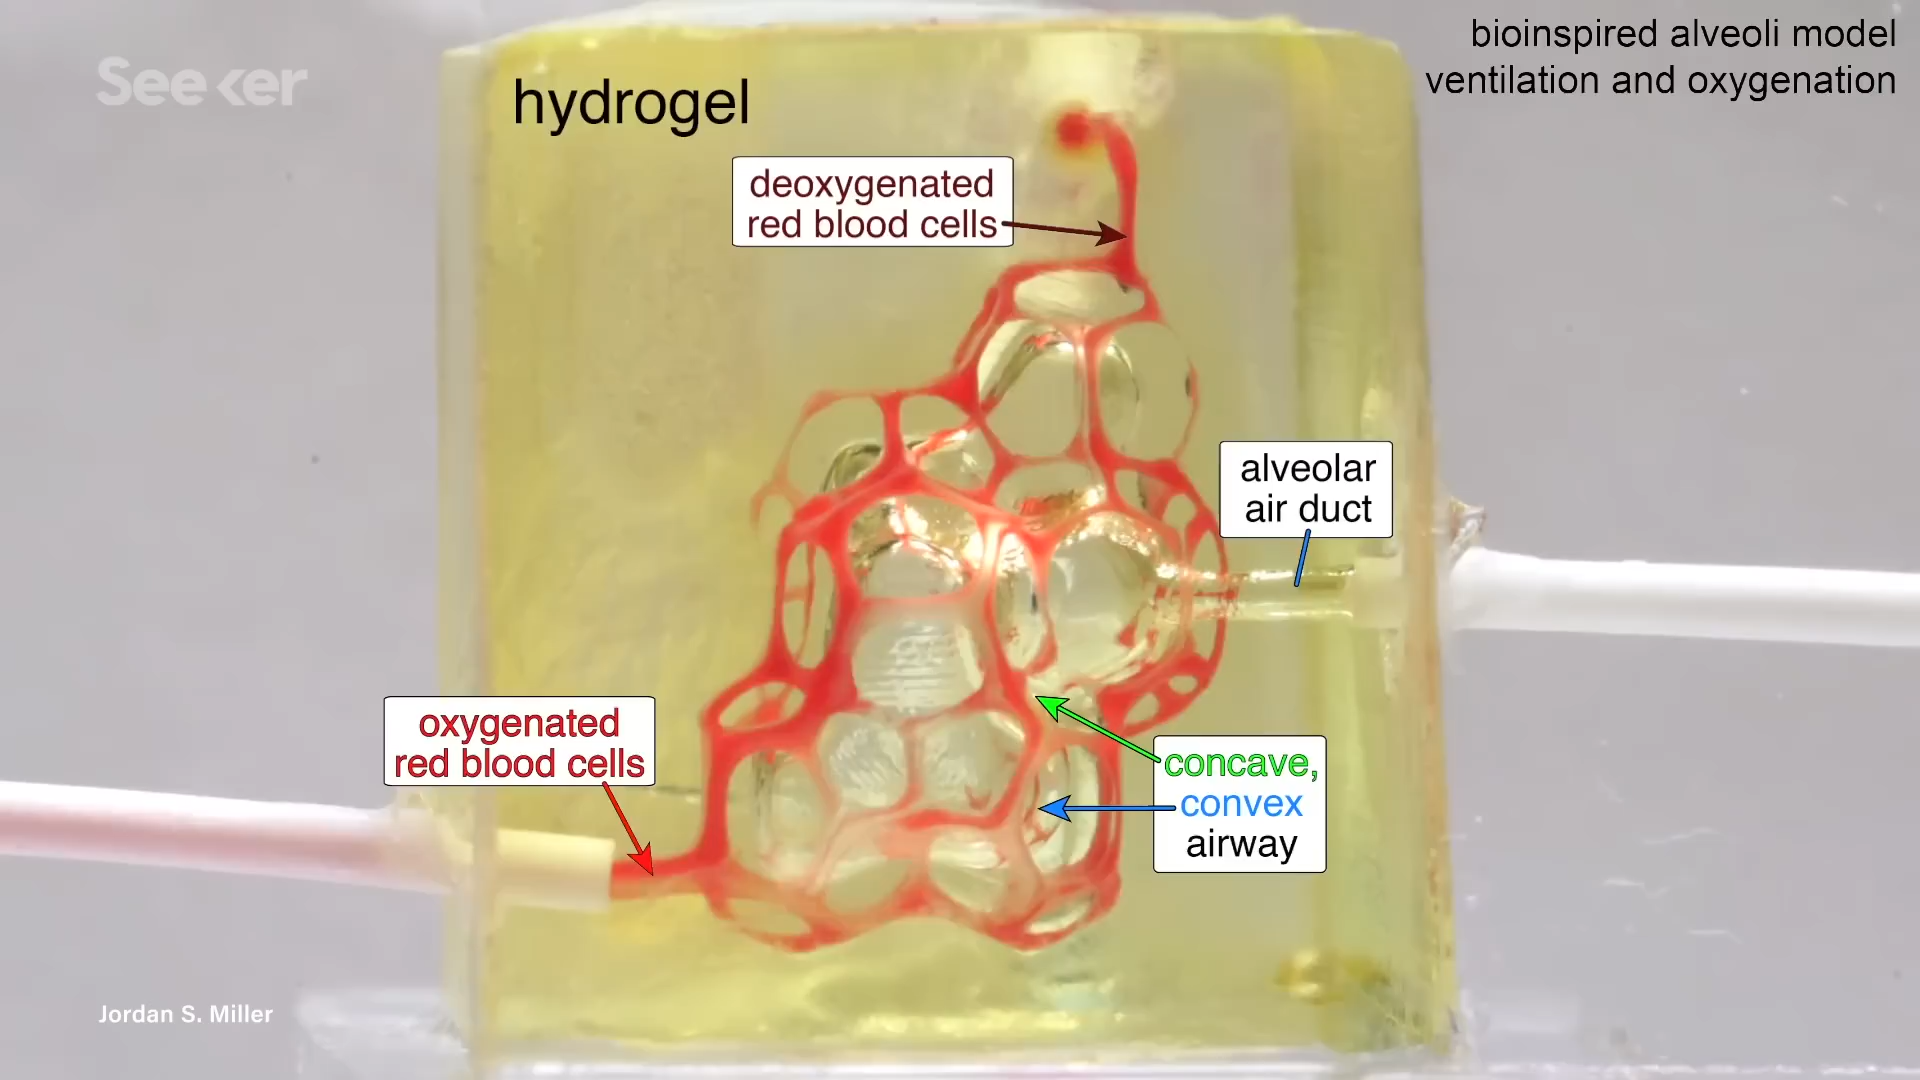 Seeker
hydrogel
bioinspired alveoli model
ventilation and oxygenation
deoxygenated
red blood cells
alveolar
air duct
oxygenated
red blood cells
concave,
convex
airway
Jordan S. Miller